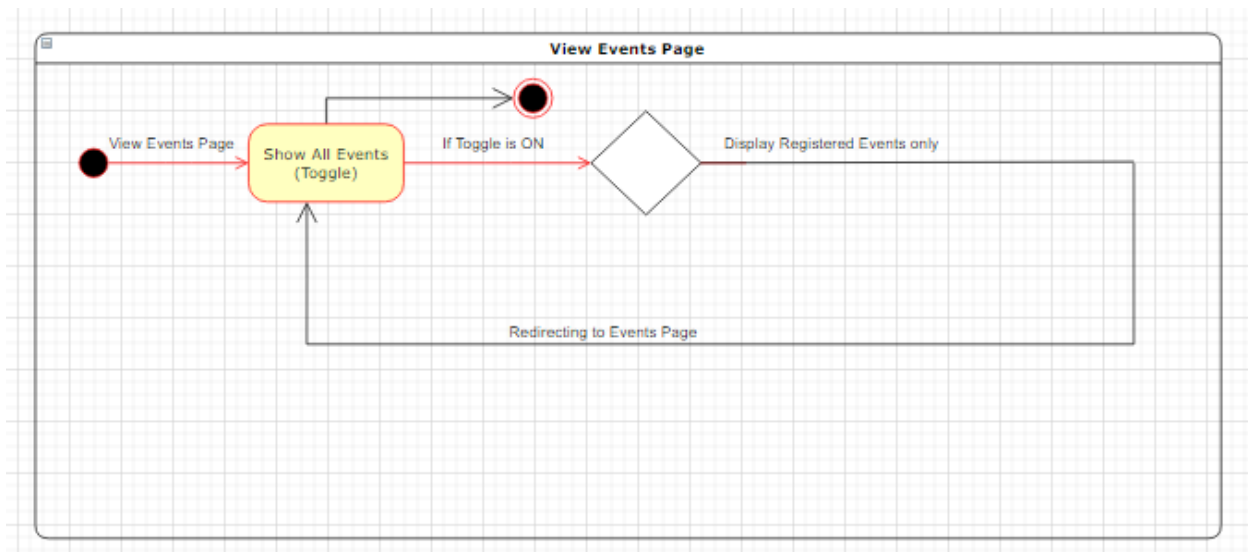 View Events Page
View Events Page
Show All Events
(Toggle)
If Toggle is ON
Display Registered Events only
Redirecting to Events Page